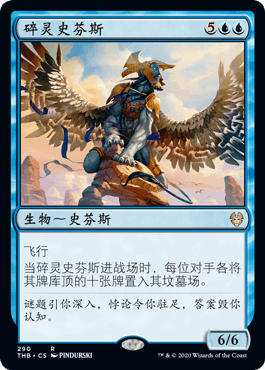 碎灵史芬斯 5
生物～史芬斯
飞行
当碎灵史芬斯进战场时，每位对手各将
其牌库顶的十张牌置入其坟墓场。
谜题引你深入，悖论令你驻足，答案毁你
认知。
6/6
290 R
THB • CS PINDURSKI
™ & © 2020 Wizards of the Coast